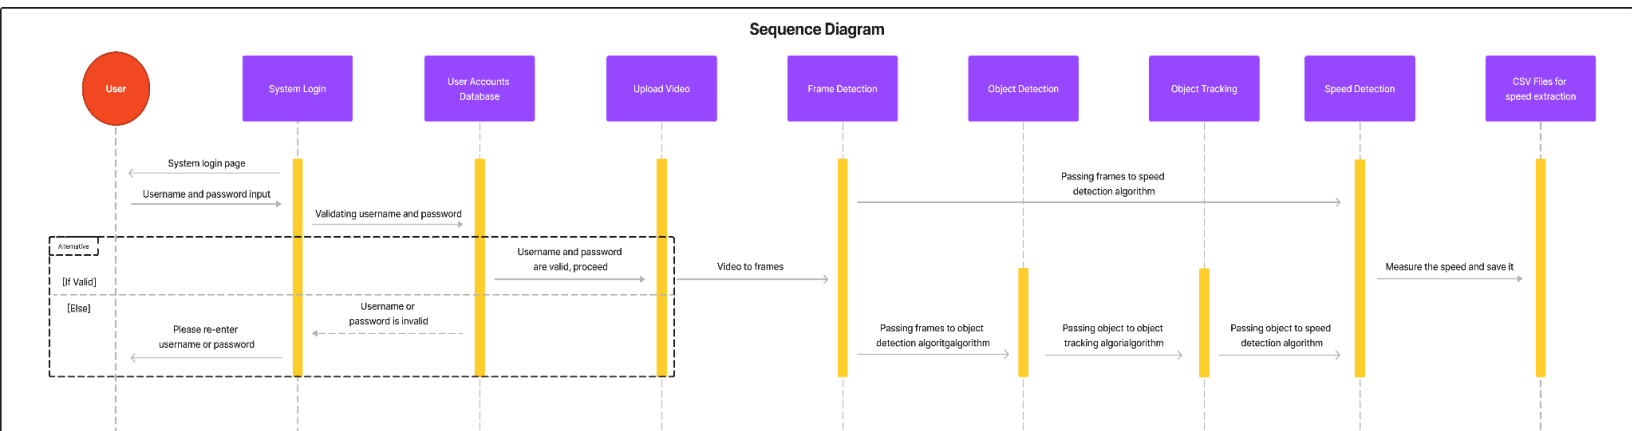 Sequence Diagram
User
System Login
User Accounts
Database
Upload Video
Frame Detection
Object Detection
Object Tracking
Speed Detection
CSV Files for
speed extraction
System login page
Username and password input
Validating username and password
Passing frames to speed
detection algorithm
Alternative
[If Valid]
Username and password
are valid, proceed
Video to frames
Measure the speed and save it
[Else]
Username or
password is invalid
Please re-enter
username or password
Passing frames to object
detection algoritgalgorithm
Passing object to object
tracking algorialgorithm
Passing object to speed
detection algorithm